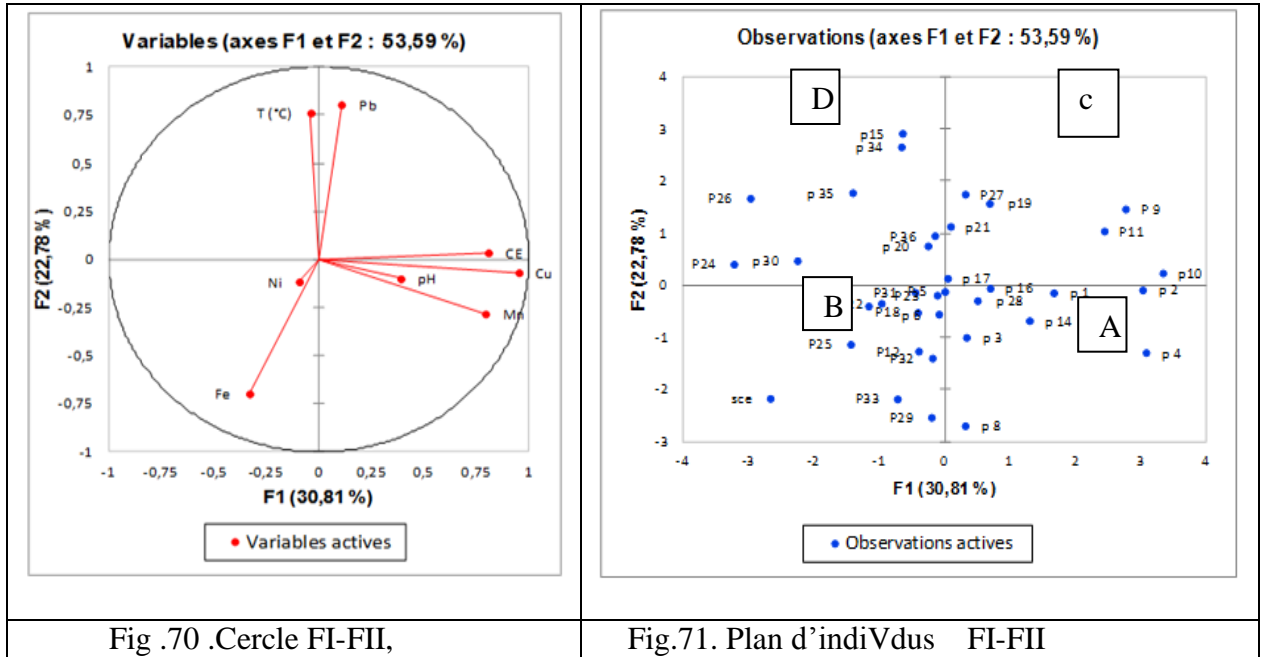 Variables (axes F1 et F2 : 53,59 %)
1
0,75
0,5
0,25
0
-0,25
-0,5
-0,75
-1
F2 (22,78 %)
T (°C)
Pb
CE
Cu
pH
Ni
Mn
Fe
-1
-0,75
-0,5
-0,25
0
0,25
0,5
0,75
1
F1 (30,81 %)
Variables actives
Observations (axes F1 et F2 : 53,59 %)
4
3
2
1
0
-1
-2
-3
F2 (22,78 %)
D
c
p15
p 34
P26
p 35
P27
p19
P 9
P11
p21
P 36
p 20
P24
p 30
p10
p 17
P31
5
P23
p 16
p 1
p 2
B
2
P18
p 6
p 28
A
p 14
p 3
P25
P12
P32
p 4
sce
P33
P29
p 8
-4
-3
-2
-1
0
1
2
3
4
F1 (30,81 %)
Observations actives
Fig .70 .Cercle FI-FII,
Fig.71. Plan d’indiVdus FI-FII